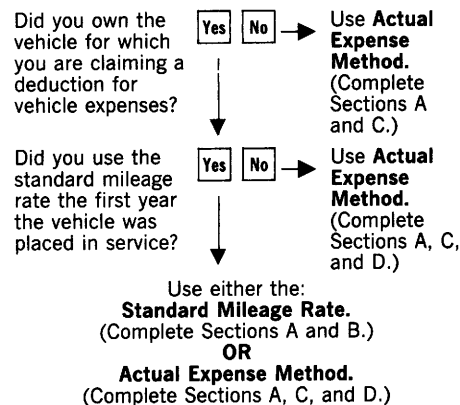 Did you own the
vehicle for which
you are claiming a
deduction for
vehicle expenses?
Yes No
Use Actual
Expense
Method.
(Complete
Sections A
and C.)
Did you use the
standard mileage
rate the first year
the vehicle was
placed in service?
Yes No
Use Actual
Expense
Method.
(Complete
Sections A, C,
and D.)
Use either the:
Standard Mileage Rate.
(Complete Sections A and B.)
OR
Actual Expense Method.
(Complete Sections A, C, and D.)